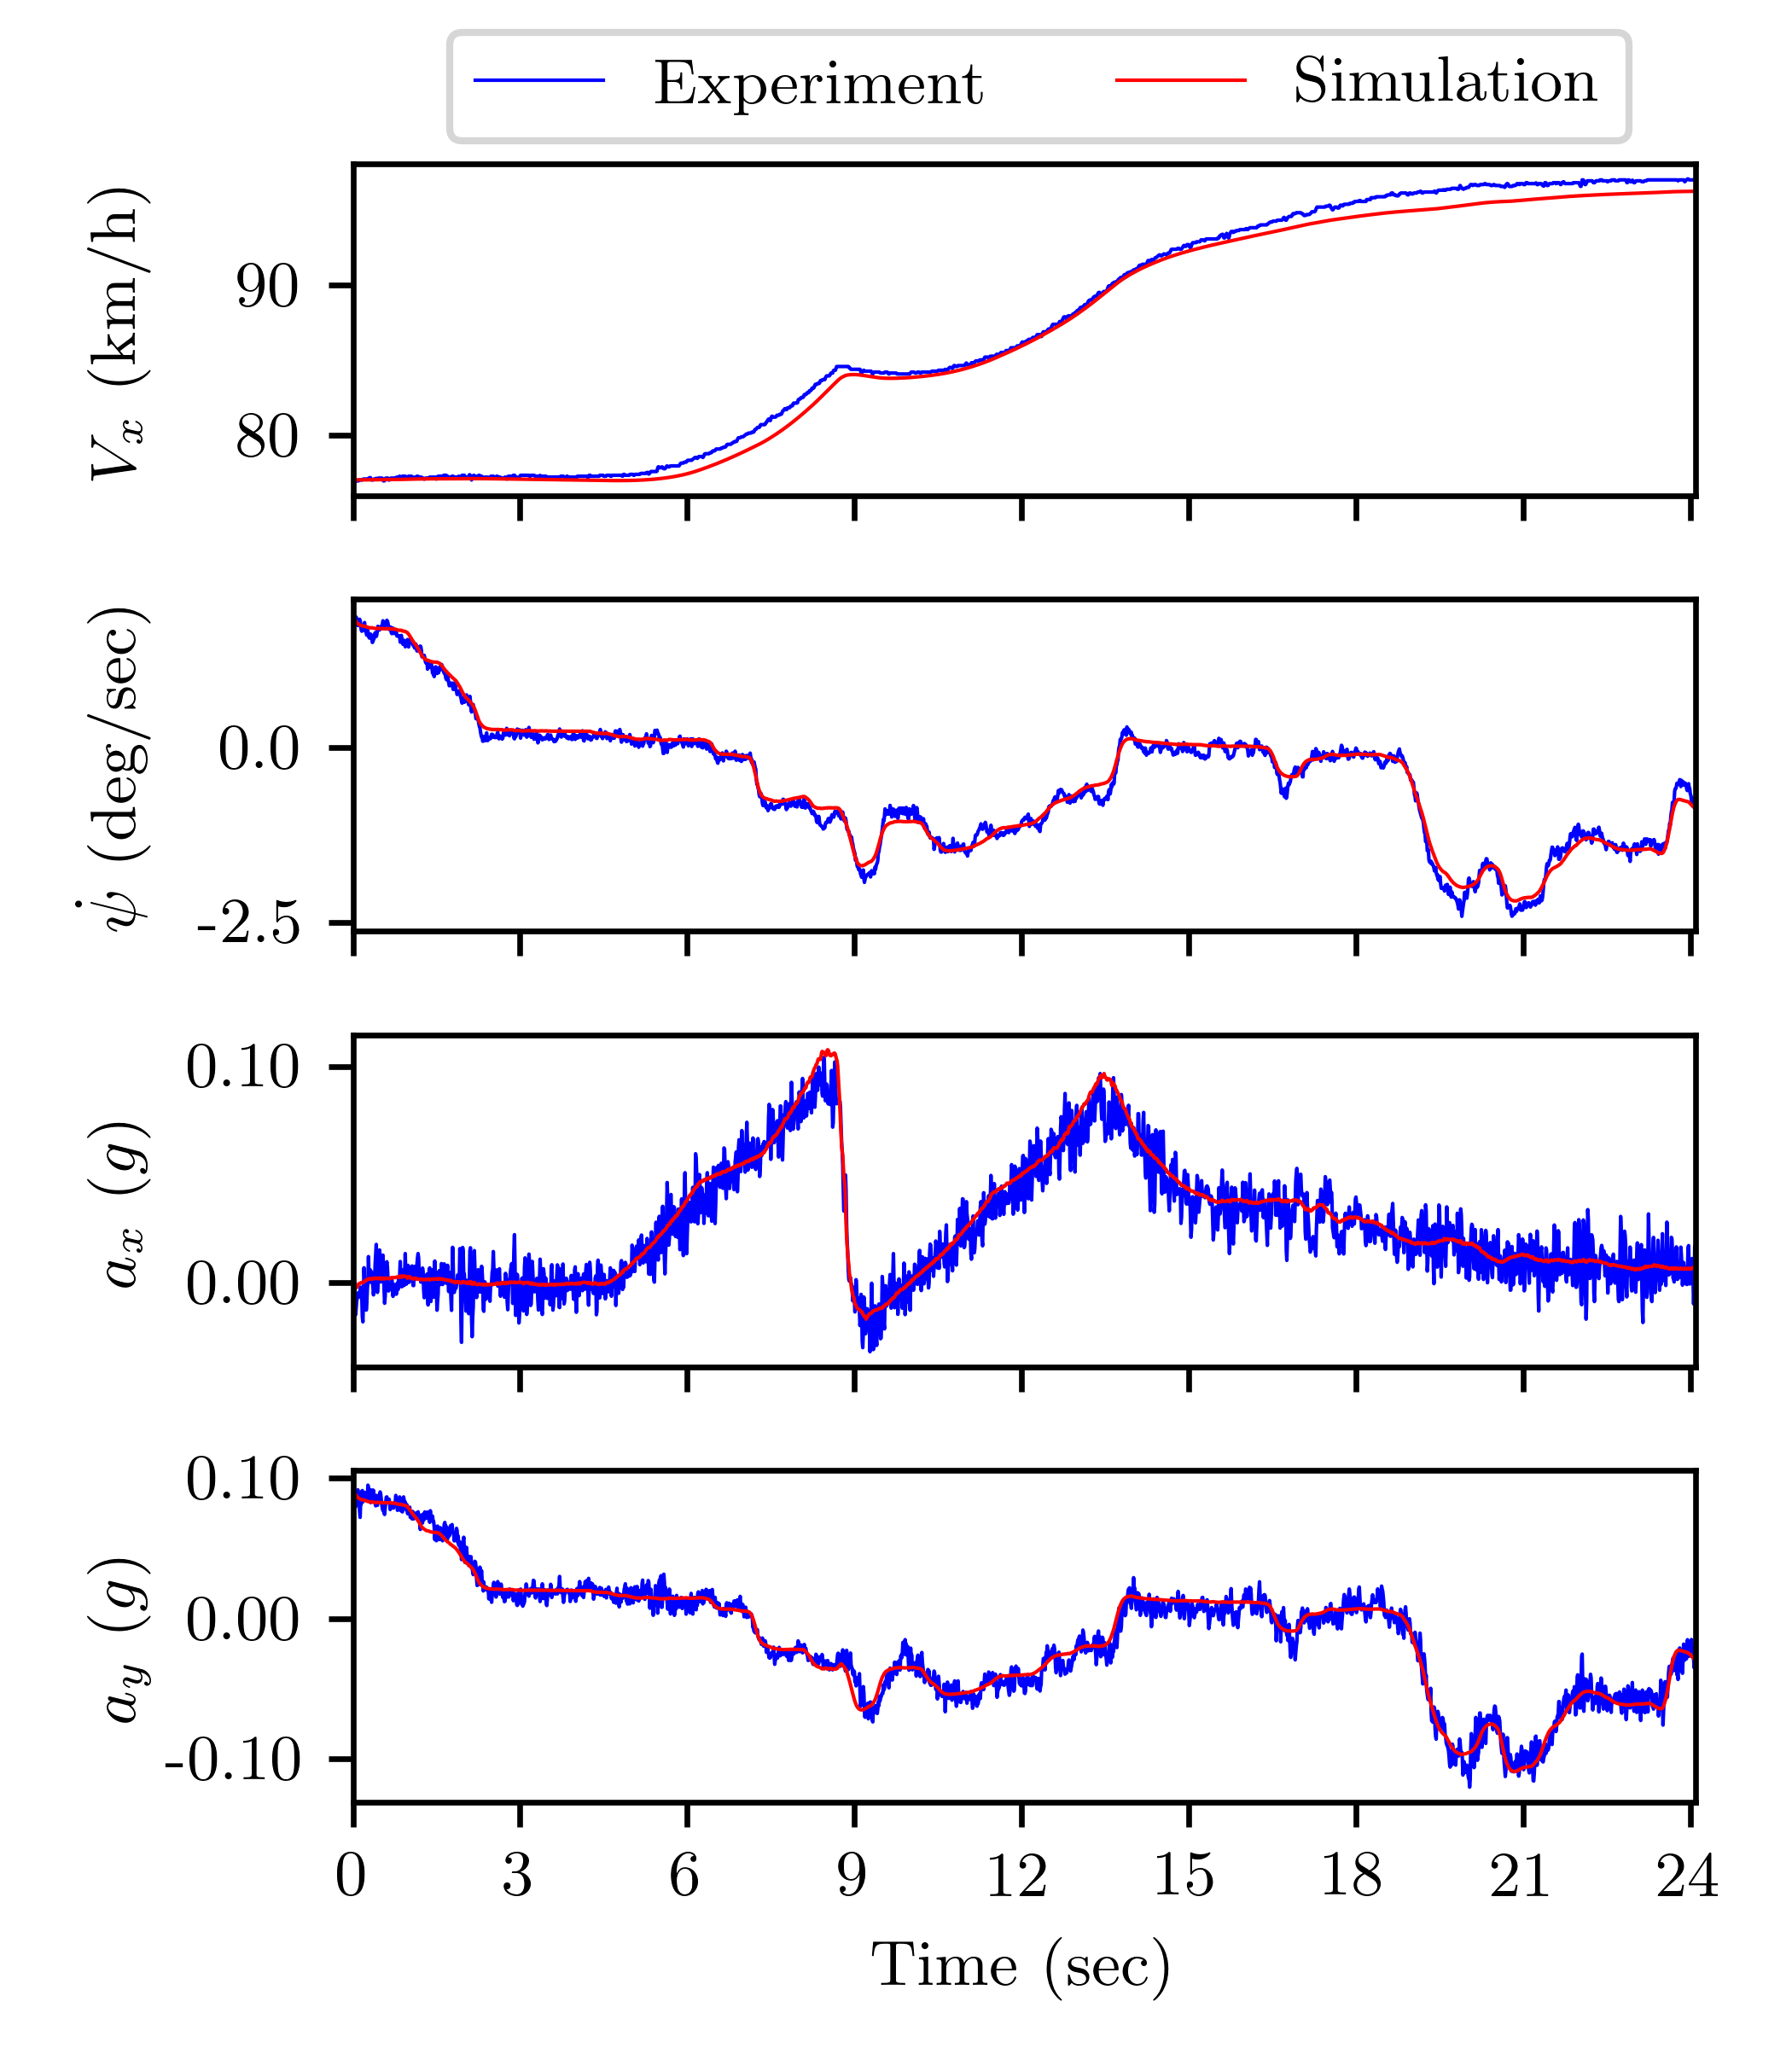 Experiment Simulation
V_x (km/h)
90
80
ψ̇ (deg/sec)
0.0
-2.5
a_x (g)
0.10
0.00
a_y (g)
0.10
0.00
-0.10
0 3 6 9 12 15 18 21 24
Time (sec)